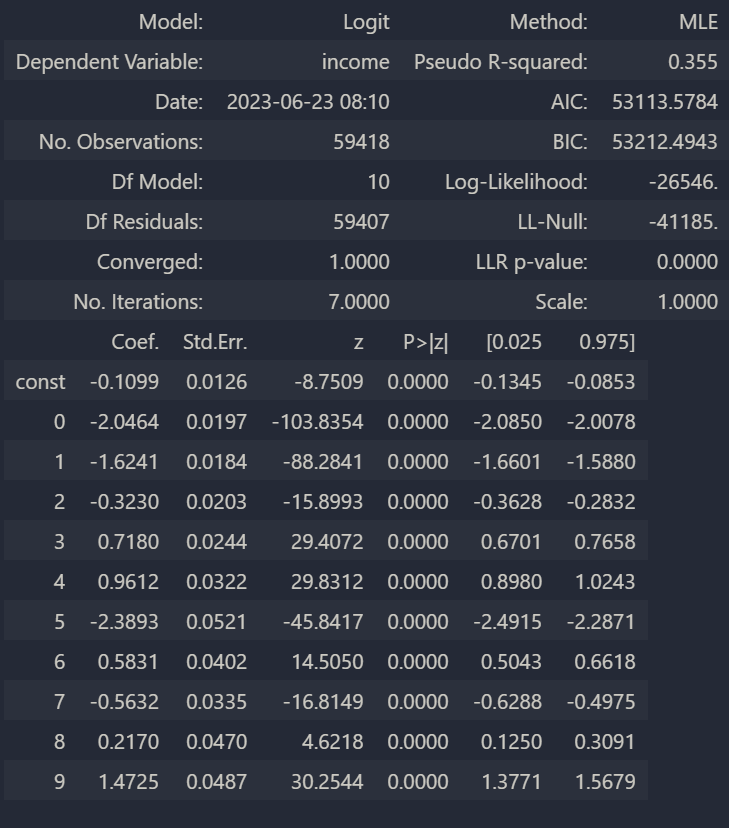 Model: Logit Method: MLE
Dependent Variable: income Pseudo R-squared: 0.355
Date: 2023-06-23 08:10 AIC: 53113.5784
No. Observations: 59418 BIC: 53212.4943
Df Model: 10 Log-Likelihood: -26546.
Df Residuals: 59407 LL-Null: -41185.
Converged: 1.0000 LLR p-value: 0.0000
No. Iterations: 7.0000 Scale: 1.0000
Coef. Std.Err. z P>|z| [0.025 0.975]
const -0.1099 0.0126 -8.7509 0.0000 -0.1345 -0.0853
0 -2.0464 0.0197 -103.8354 0.0000 -2.0850 -2.0078
1 -1.6241 0.0184 -88.2841 0.0000 -1.6601 -1.5880
2 -0.3230 0.0203 -15.8993 0.0000 -0.3628 -0.2832
3 0.7180 0.0244 29.4072 0.0000 0.6701 0.7658
4 0.9612 0.0322 29.8312 0.0000 0.8980 1.0243
5 -2.3893 0.0521 -45.8417 0.0000 -2.4915 -2.2871
6 0.5831 0.0402 14.5050 0.0000 0.5043 0.6618
7 -0.5632 0.0335 -16.8149 0.0000 -0.6288 -0.4975
8 0.2170 0.0470 4.6218 0.0000 0.1250 0.3091
9 1.4725 0.0487 30.2544 0.0000 1.3771 1.5679